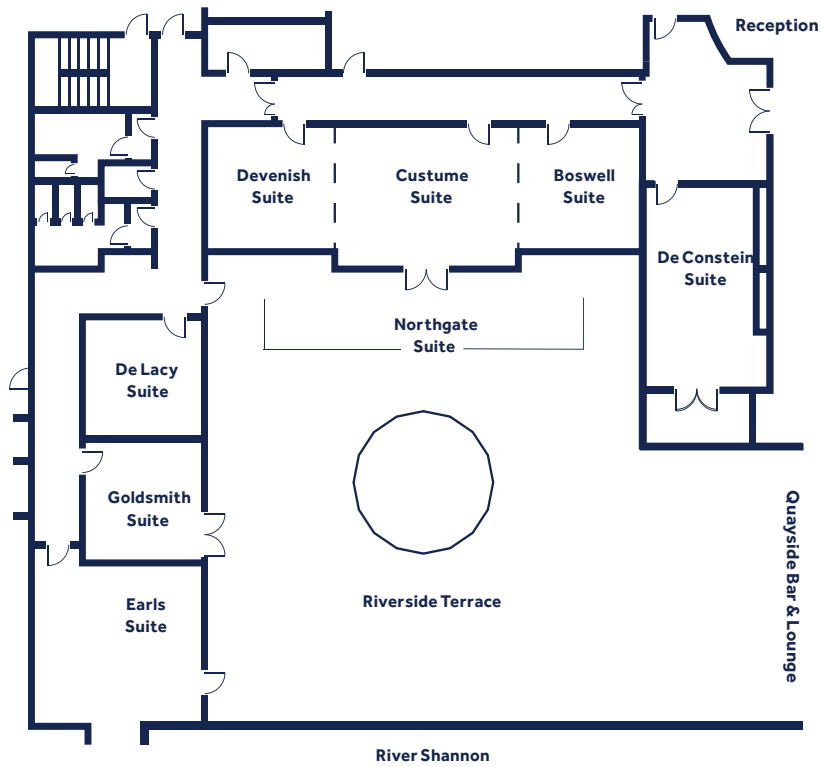 Reception
Devenish
Suite
Custume
Suite
Boswell
Suite
De Constein
Suite
Northgate
Suite
De Lacy
Suite
Goldsmith
Suite
Earls
Suite
Riverside Terrace
Quayside Bar & Lounge
River Shannon